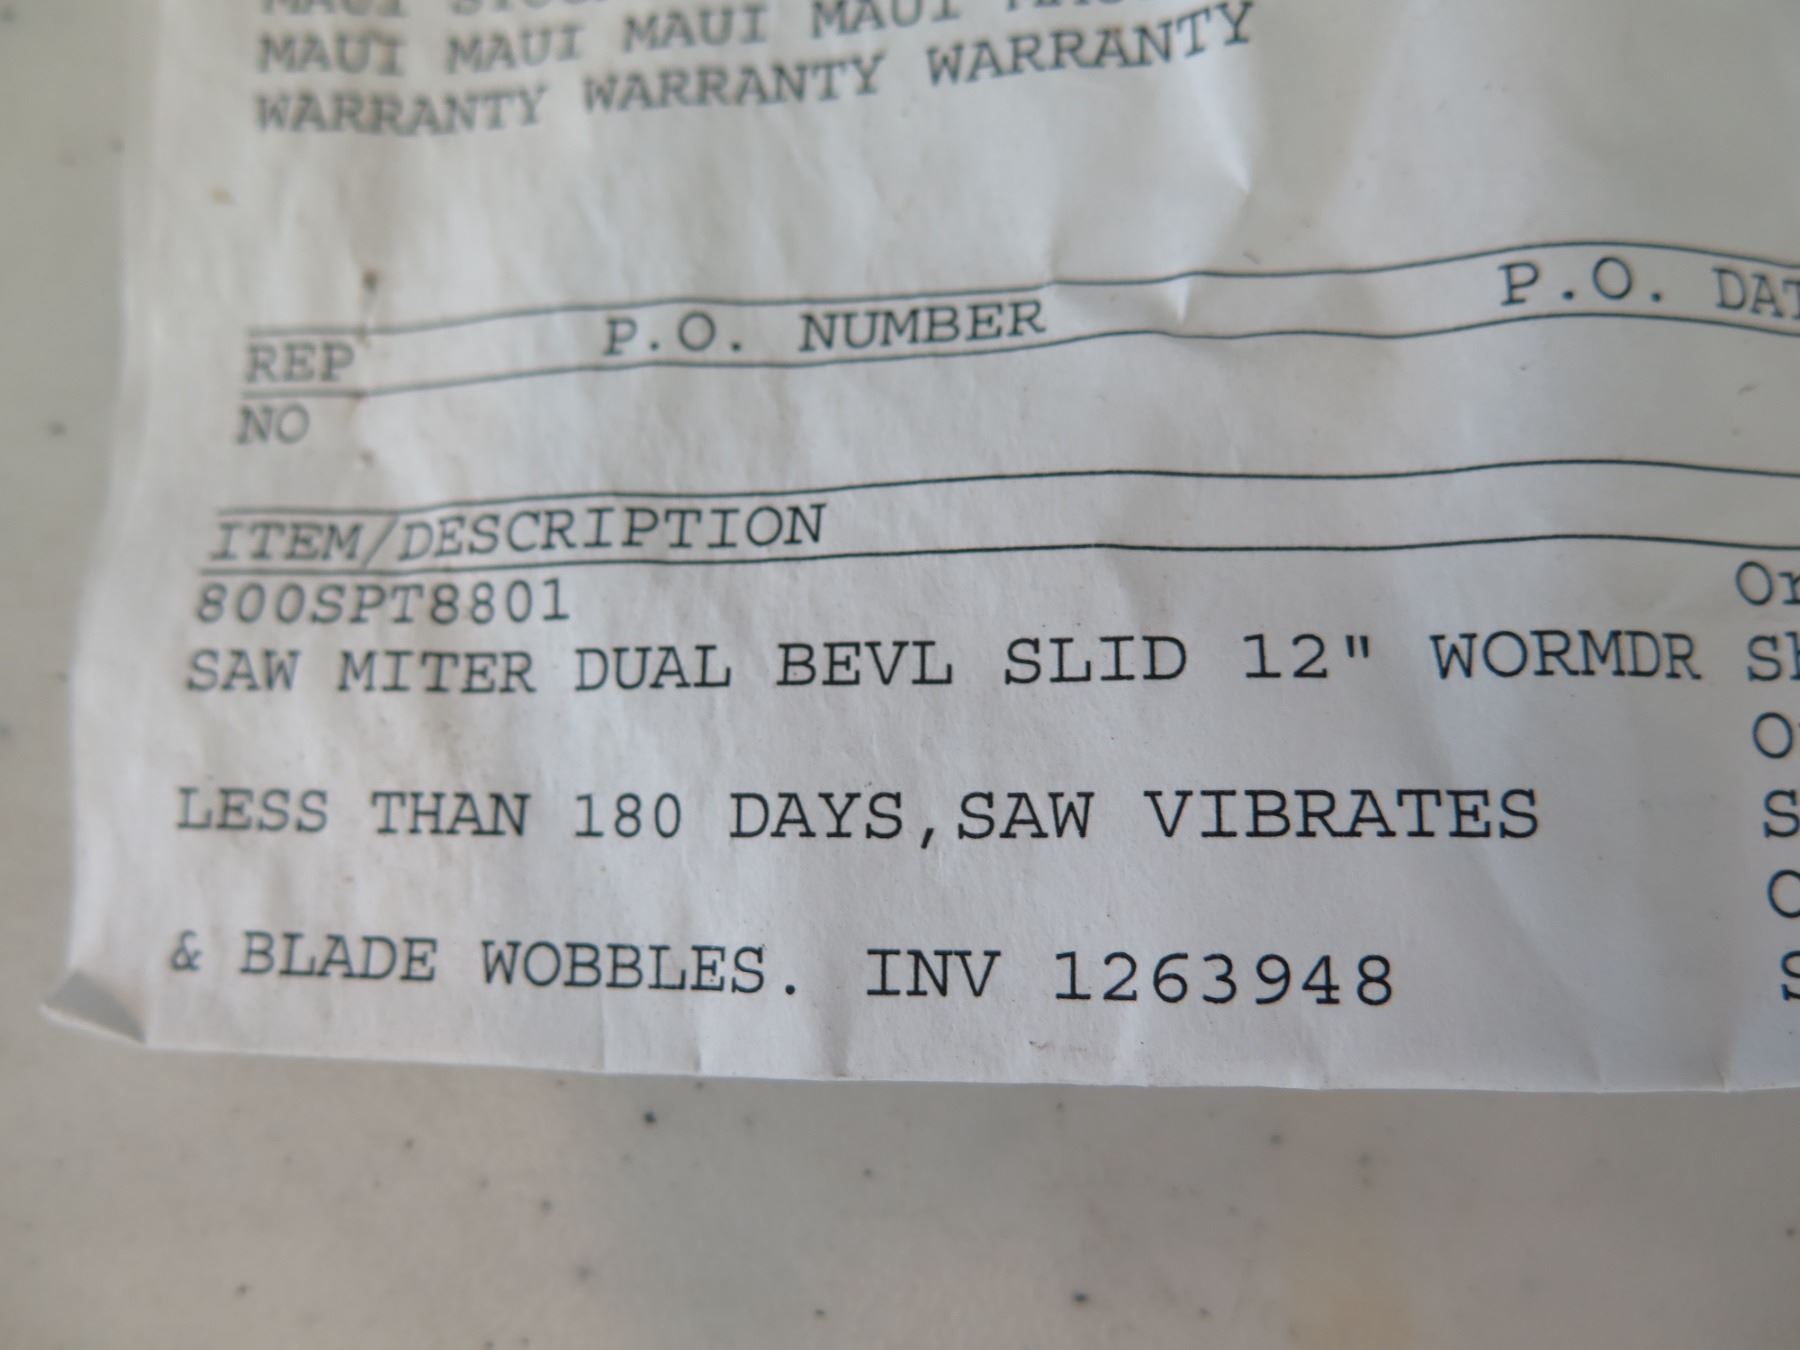 MAUI
MAUI MAUI MAUI MAUI
WARRANTY WARRANTY WARRANTY
REP P.O. NUMBER P.O.
NO
ITEM/DESCRIPTION
800SPT8801
SAW MITER DUAL BEVL SLID 12" WORMDR
LESS THAN 180 DAYS,SAW VIBRATES
& BLADE WOBBLES. INV 1263948